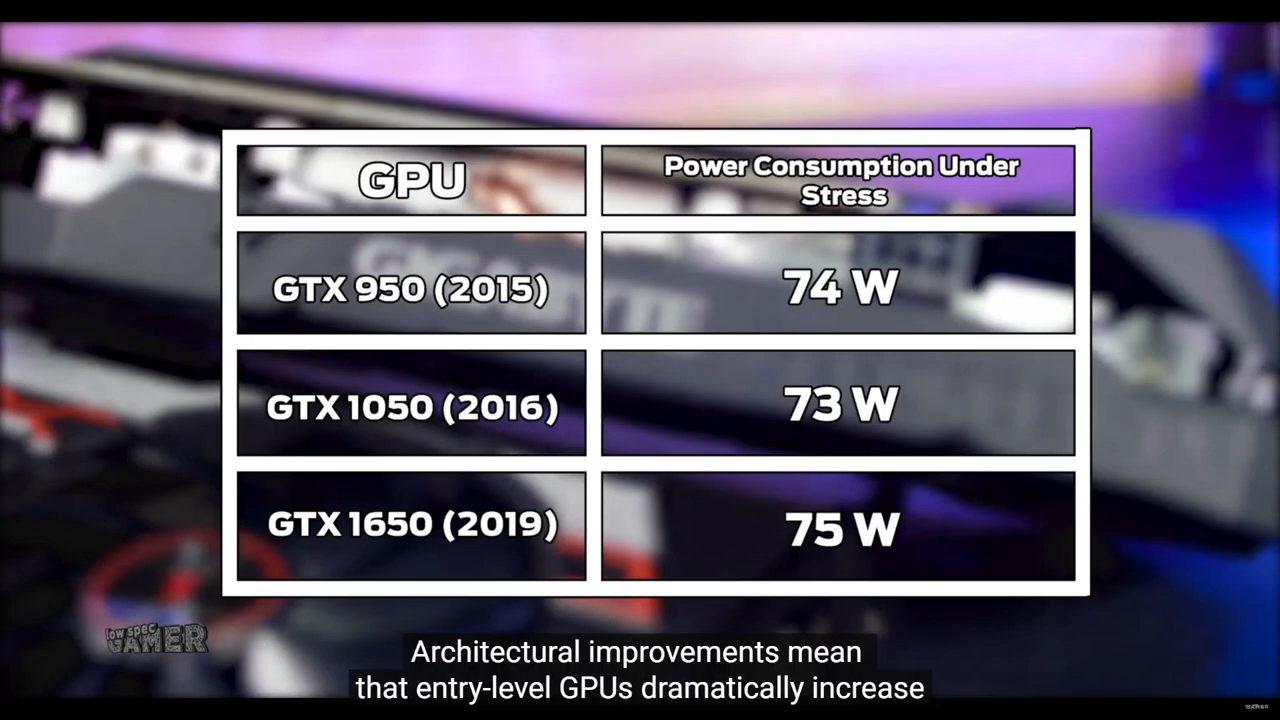 GPU
Power Consumption Under
Stress
GTX 950 (2015)
74 W
GTX 1050 (2016)
73 W
GTX 1650 (2019)
75 W
GIGABYTE
low spec
GAMER
Architectural improvements mean
that entry-level GPUs dramatically increase